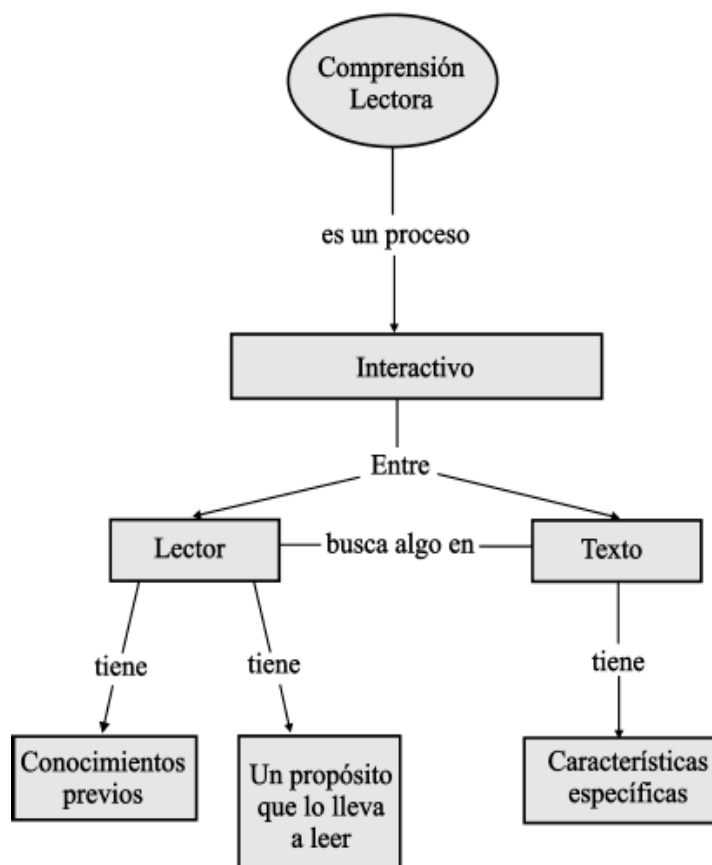 Comprensión
Lectora
es un proceso
Interactivo
Entre
Lector
busca algo en
Texto
tiene
tiene
tiene
Conocimientos
previos
Un propósito
que lo lleva
a leer
Características
específicas